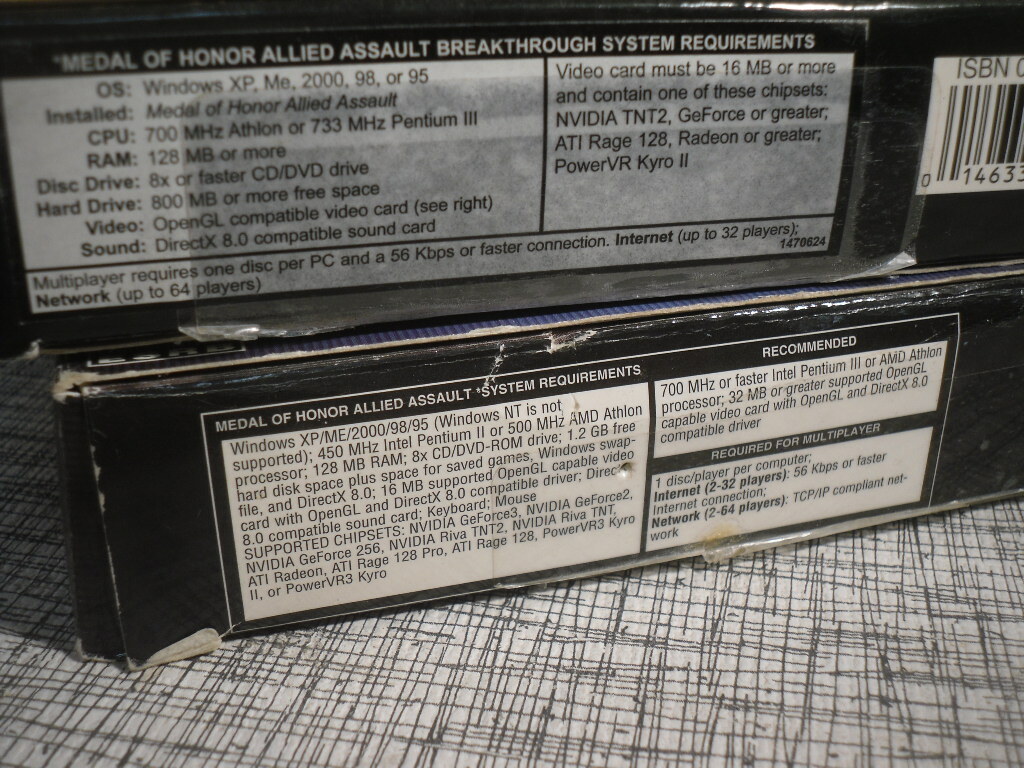 *MEDAL OF HONOR ALLIED ASSAULT BREAKTHROUGH SYSTEM REQUIREMENTS
OS: Windows XP, Me, 2000, 98, or 95
Installed: Medal of Honor Allied Assault
CPU: 700 MHz Athlon or 733 MHz Pentium III
RAM: 128 MB or more
Disc Drive: 8x or faster CD/DVD drive
Hard Drive: 800 MB or more free space
Video: OpenGL compatible video card (see right)
Sound: DirectX 8.0 compatible sound card
Video card must be 16 MB or more
and contain one of these chipsets:
NVIDIA TNT2, GeForce or greater;
ATI Rage 128, Radeon or greater;
PowerVR Kyro II
Multiplayer requires one disc per PC and a 56 Kbps or faster connection. Internet (up to 32 players);
Network (up to 64 players)
1470624
ISBN 0
0 14633
MEDAL OF HONOR ALLIED ASSAULT *SYSTEM REQUIREMENTS
Windows XP/ME/2000/98/95 (Windows NT is not
supported); 450 MHz Intel Pentium II or 500 MHz AMD Athlon
processor; 128 MB RAM; 8x CD/DVD-ROM drive; 1.2 GB free
hard disk space plus space for saved games, Windows swap-
file, and DirectX 8.0; 16 MB supported OpenGL capable video
card with OpenGL and DirectX 8.0 compatible driver; DirectX
8.0 compatible sound card; Keyboard; Mouse
SUPPORTED CHIPSETS: NVIDIA GeForce3, NVIDIA GeForce2,
NVIDIA GeForce 256, NVIDIA Riva TNT2, NVIDIA Riva TNT,
ATI Radeon, ATI Rage 128 Pro, ATI Rage 128, PowerVR3 Kyro
II, or PowerVR3 Kyro
RECOMMENDED
700 MHz or faster Intel Pentium III or AMD Athlon
processor; 32 MB or greater supported OpenGL
capable video card with OpenGL and DirectX 8.0
compatible driver
REQUIRED FOR MULTIPLAYER
1 disc/player per computer;
Internet (2-32 players): 56 Kbps or faster
Internet connection;
Network (2-64 players): TCP/IP compliant net-
work